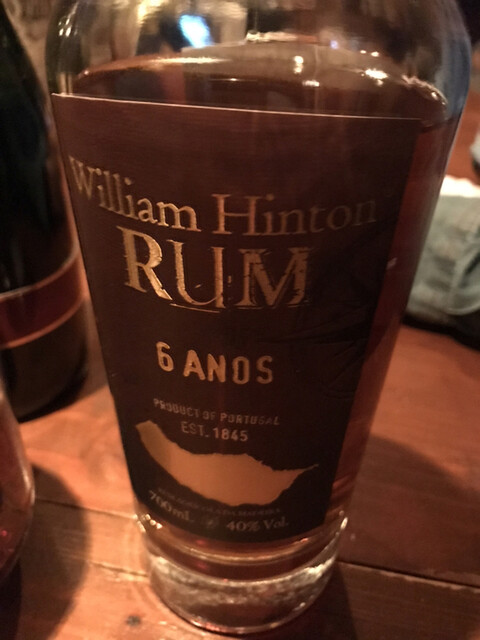 William Hinton
RUM
6 ANOS
PRODUCT OF PORTUGAL
EST. 1845
700mL 40% Vol.